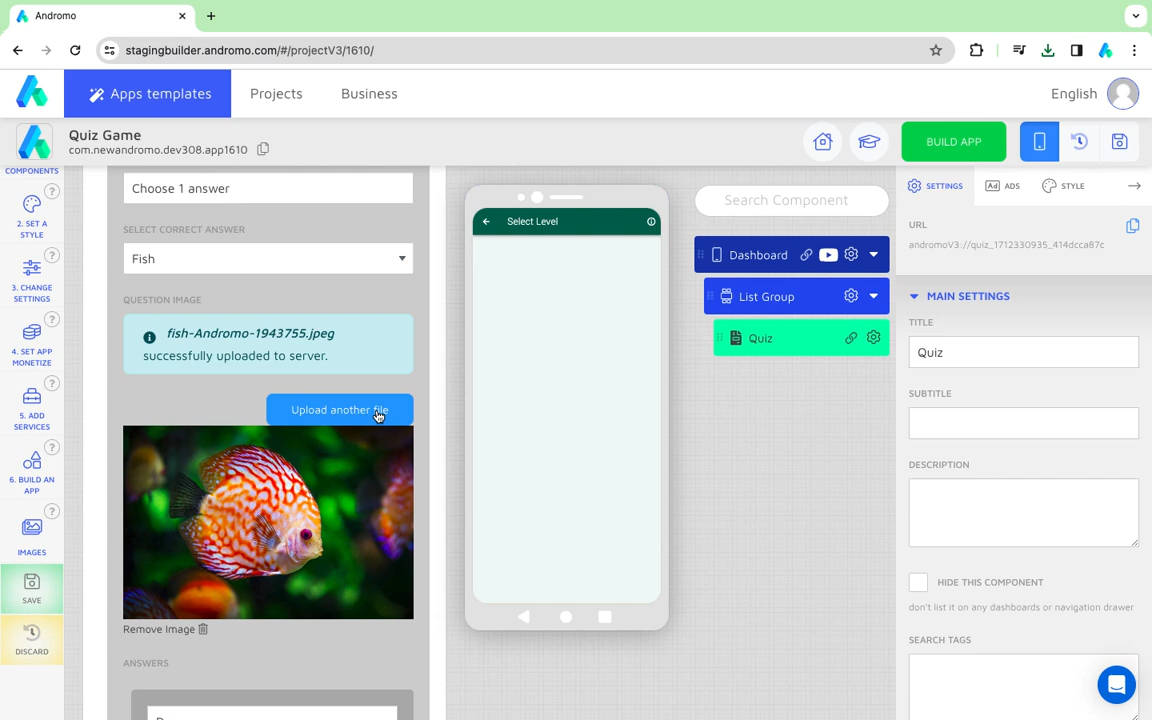 Andromo
stagingbuilder.andromo.com/#/projectV3/1610/
Apps templates
Projects
Business
English
Quiz Game
com.newandromo.dev308.app1610
BUILD APP
COMPONENTS
?
2. SET A
STYLE
?
3. CHANGE
SETTINGS
?
4. SET APP
MONETIZE
?
5. ADD
SERVICES
?
6. BUILD AN
APP
?
IMAGES
SAVE
DISCARD
Choose 1 answer
SELECT CORRECT ANSWER
Fish
QUESTION IMAGE
fish-Andromo-1943755.jpeg
successfully uploaded to server.
Upload another file
Remove Image
ANSWERS
Select Level
Search Component
Dashboard
List Group
Quiz
SETTINGS
Ad ADS
STYLE
URL
andromoV3://quiz_1712330935_414dcca87c
MAIN SETTINGS
TITLE
Quiz
SUBTITLE
DESCRIPTION
HIDE THIS COMPONENT
don't list it on any dashboards or navigation drawer
SEARCH TAGS